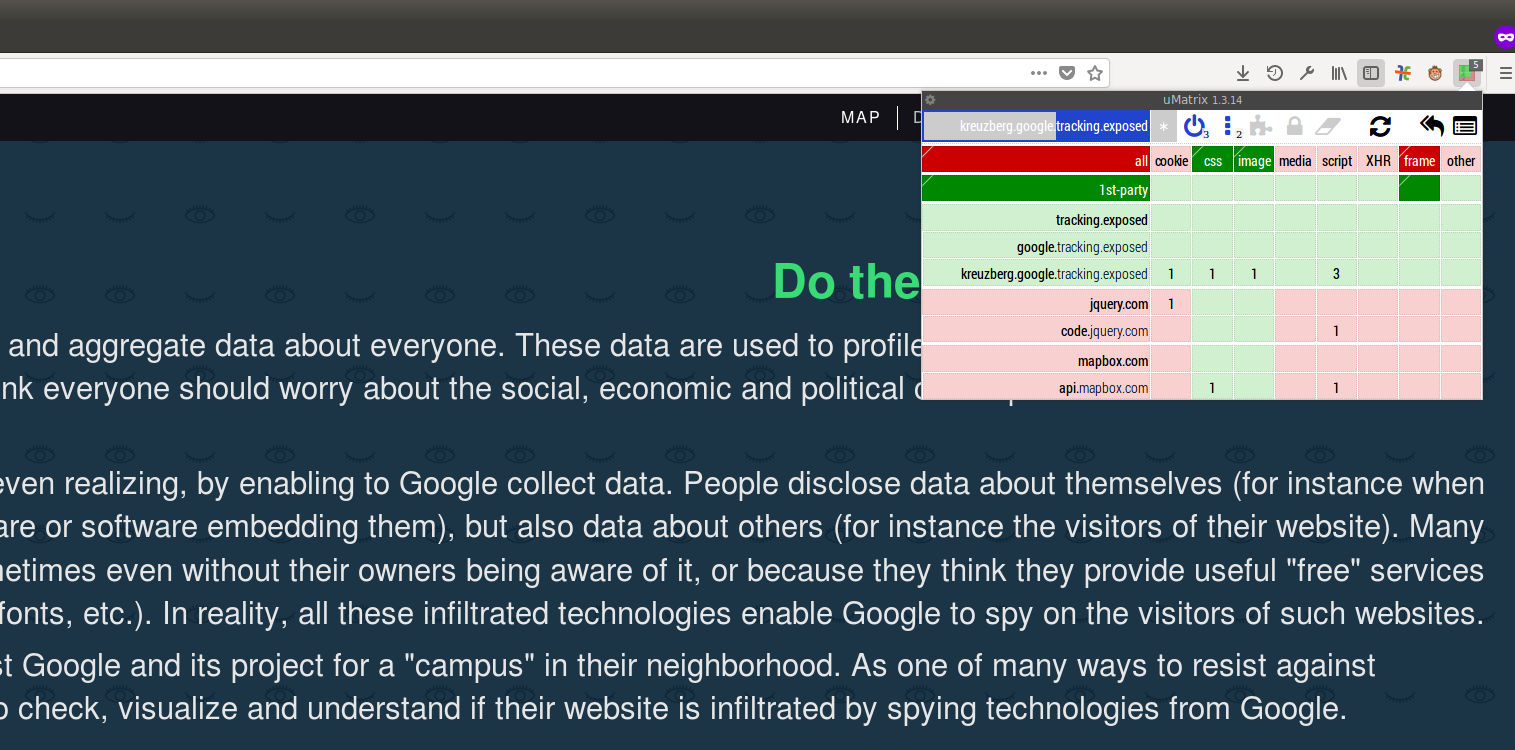 5
uMatrix 1.3.14
MAP
kreuzberg.google.tracking.exposed * 3 2
all cookie css image media script XHR frame other
1st-party
tracking.exposed
google.tracking.exposed
kreuzberg.google.tracking.exposed 1 1 1 3
jquery.com 1
code.jquery.com 1
mapbox.com
api.mapbox.com 1 1
Do the
and aggregate data about everyone. These data are used to profile
nk everyone should worry about the social, economic and political
even realizing, by enabling to Google collect data. People disclose data about themselves (for instance when
are or software embedding them), but also data about others (for instance the visitors of their website). Many
metimes even without their owners being aware of it, or because they think they provide useful "free" services
fonts, etc.). In reality, all these infiltrated technologies enable Google to spy on the visitors of such websites.
st Google and its project for a "campus" in their neighborhood. As one of many ways to resist against
o check, visualize and understand if their website is infiltrated by spying technologies from Google.